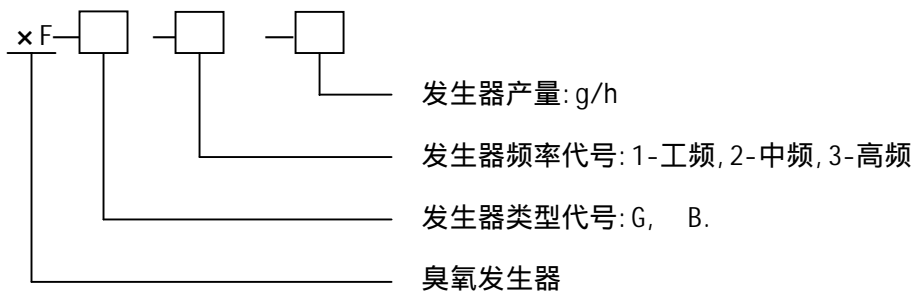 ×F— — —
发生器产量:g/h
发生器频率代号:1-工频,2-中频,3-高频
发生器类型代号:G, B.
臭氧发生器